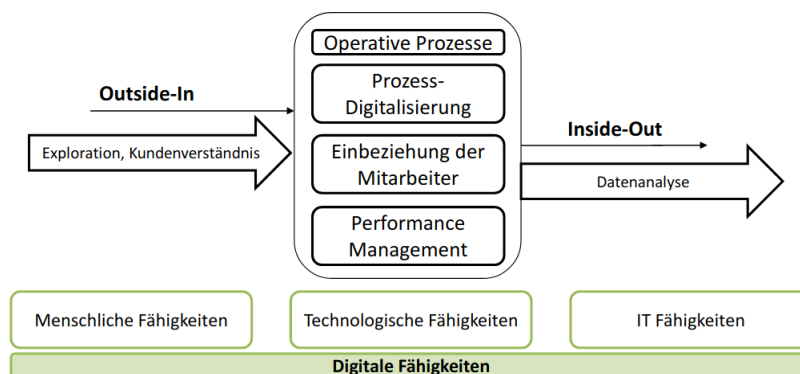 Operative Prozesse
Prozess-
Digitalisierung
Outside-In
Exploration, Kundenverständnis
Einbeziehung der
Mitarbeiter
Inside-Out
Datenanalyse
Performance
Management
Menschliche Fähigkeiten
Technologische Fähigkeiten
IT Fähigkeiten
Digitale Fähigkeiten